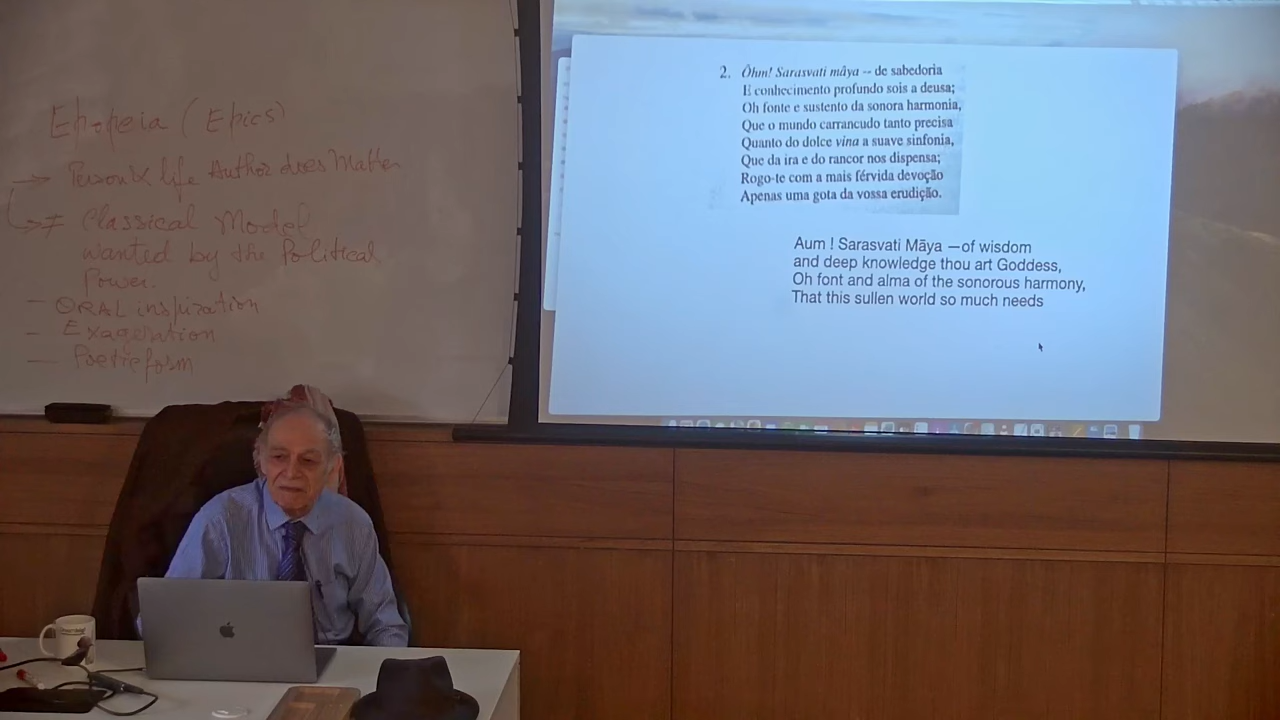 Epopeia (Epics)
→ Person & life Author does Matter
→ ≠ Classical Model
wanted by the Political
Power.
- ORAL inspiration
- Exageration
- Poetic form
2. Ôhm! Sarasvati mâya -- de sabedoria
E conhecimento profundo sois a deusa;
Oh fonte e sustento da sonora harmonia,
Que o mundo carrancudo tanto precisa
Quanto do dolce vina a suave sinfonia,
Que da ira e do rancor nos dispensa;
Rogo-te com a mais férvida devoção
Apenas uma gota da vossa erudição.
Aum ! Sarasvati Māya —of wisdom
and deep knowledge thou art Goddess,
Oh font and alma of the sonorous harmony,
That this sullen world so much needs